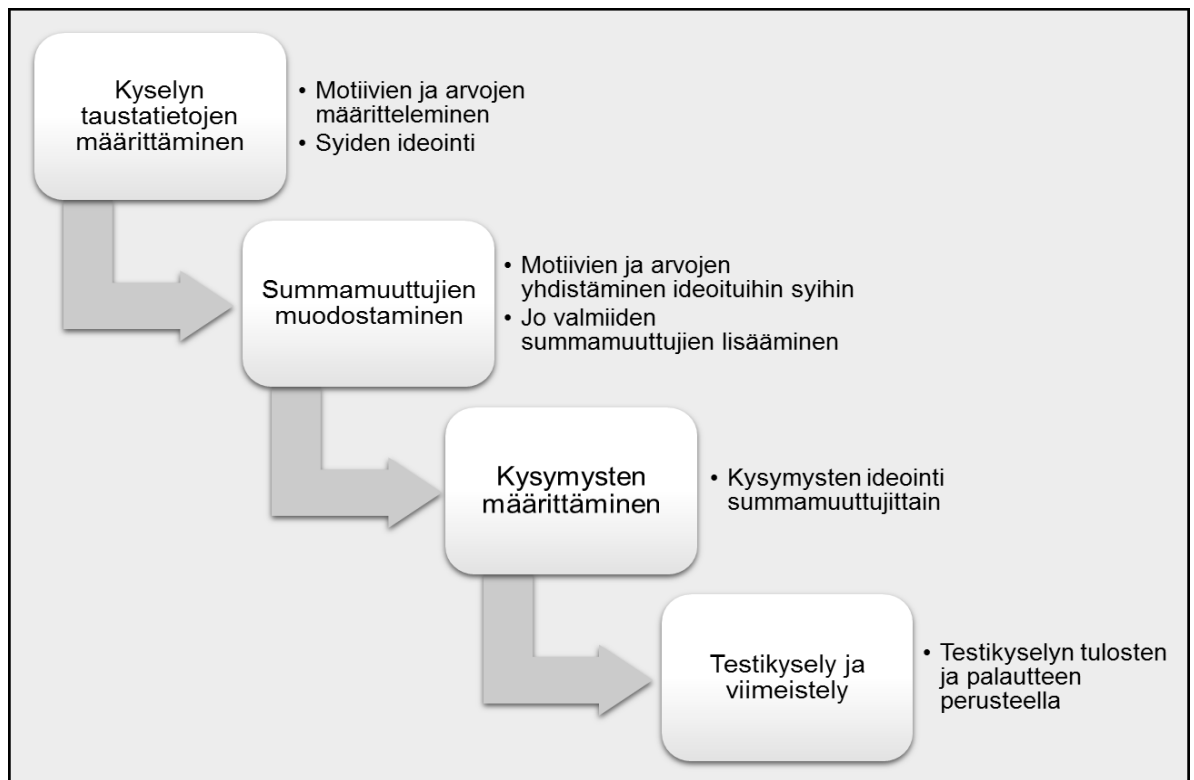 Kyselyn
taustatietojen
määrittäminen
• Motiivien ja arvojen
määritteleminen
• Syiden ideointi
Summamuuttujien
muodostaminen
• Motiivien ja arvojen
yhdistäminen ideoituihin syihin
• Jo valmiiden
summamuuttujien lisääminen
Kysymysten
määrittäminen
• Kysymysten ideointi
summamuuttujittain
Testikysely ja
viimeistely
• Testikyselyn tulosten
ja palautteen
perusteella